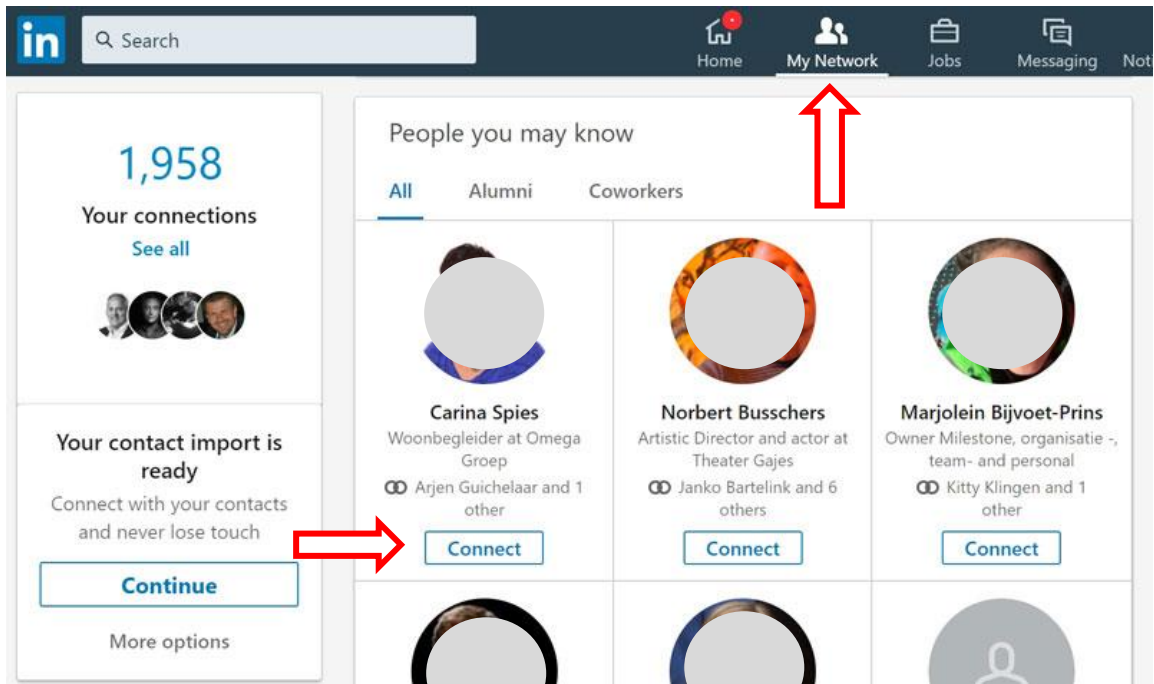 in
Search
Home
My Network
Jobs
Messaging
Noti
1,958
Your connections
See all
Your contact import is
ready
Connect with your contacts
and never lose touch
Continue
More options
People you may know
All Alumni Coworkers
Carina Spies
Woonbegleider at Omega
Groep
Arjen Guichelaar and 1
other
Connect
Norbert Busschers
Artistic Director and actor at
Theater Gajes
Janko Bartelink and 6
others
Connect
Marjolein Bijvoet-Prins
Owner Milestone, organisatie -,
team- and personal
Kitty Klingen and 1
other
Connect